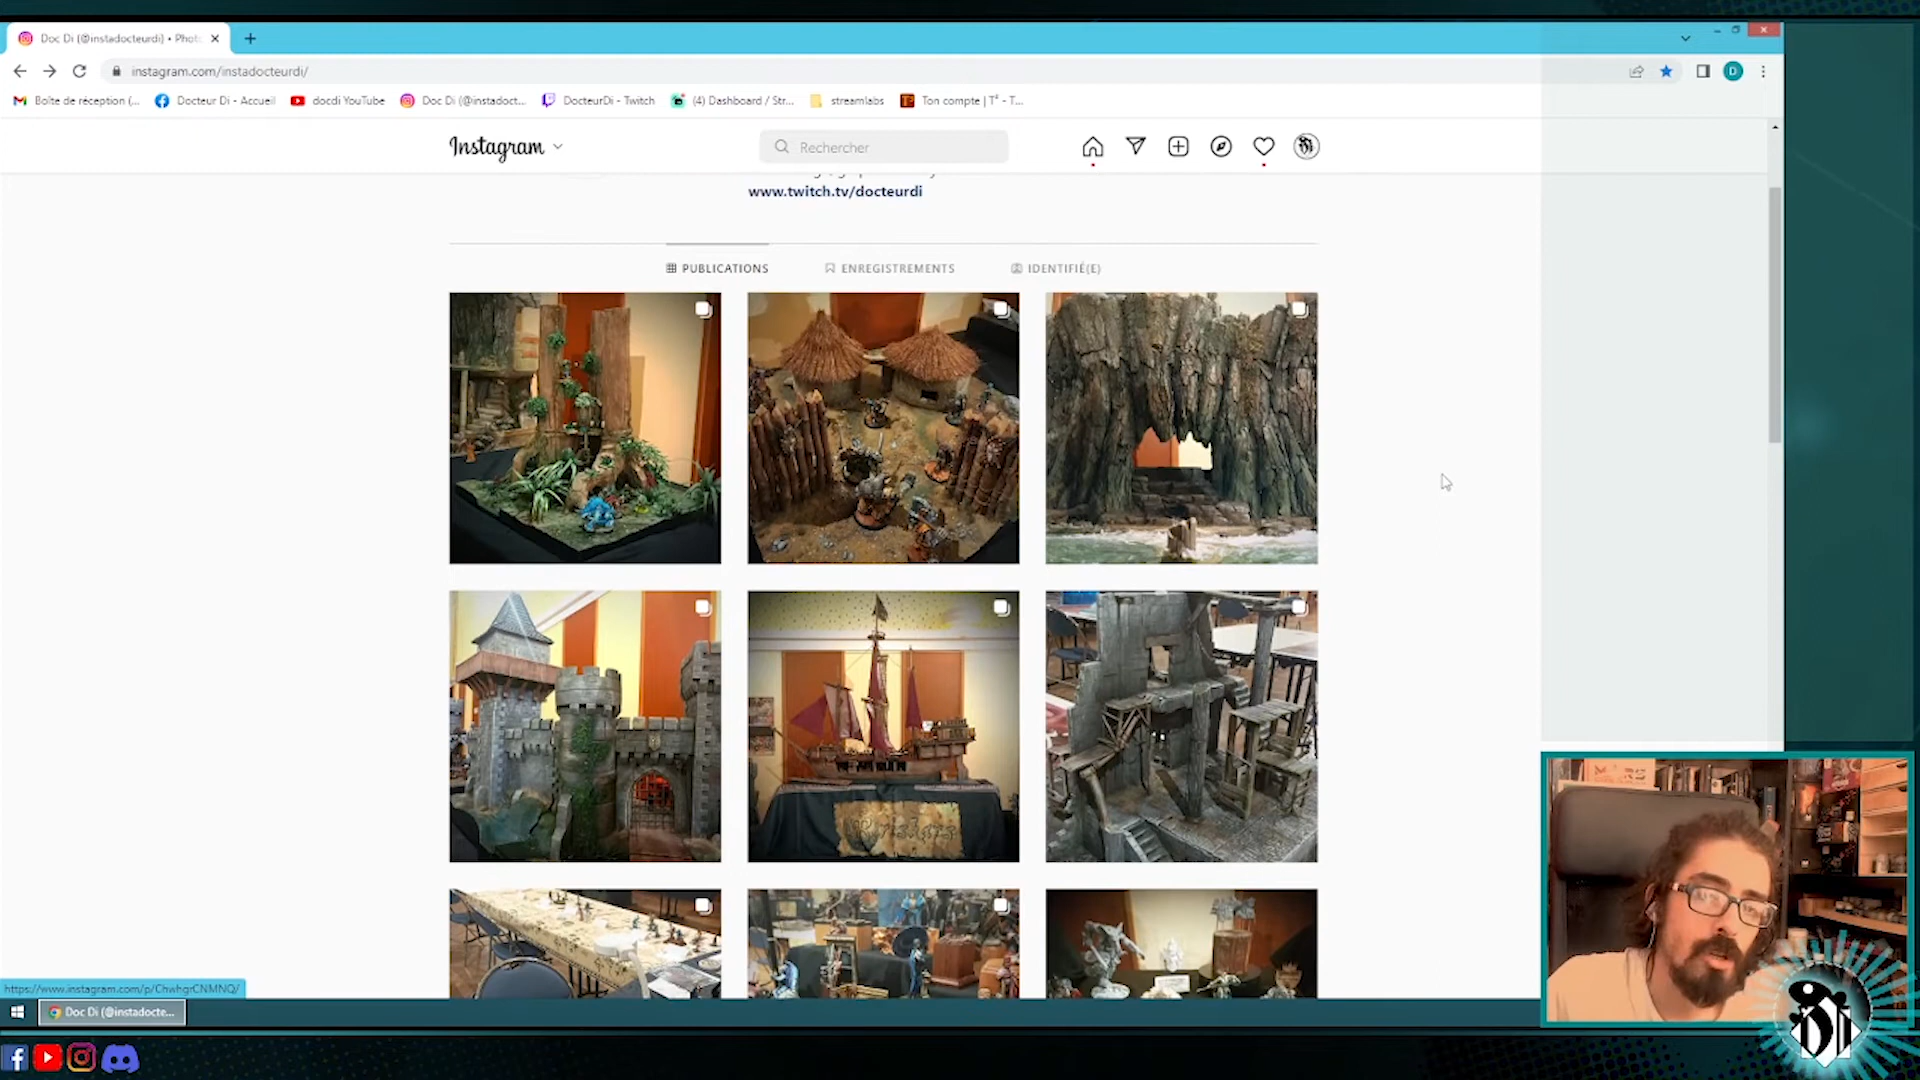 Doc Di (@instadocteurdi) • Phot
instagram.com/instadocteurdi/
D
Boîte de réception (...
Docteur Di - Accueil
docdi YouTube
Doc Di (@instadoct...
DocteurDi - Twitch
(4) Dashboard / Str...
streamlabs
Ton compte | T² - T...
Instagram
Rechercher
www.twitch.tv/docteurdi
PUBLICATIONS
ENREGISTREMENTS
IDENTIFIÉ(E)
https://www.instagram.com/p/ChwhgrCNMNQ/
Doc Di (@instadocte...